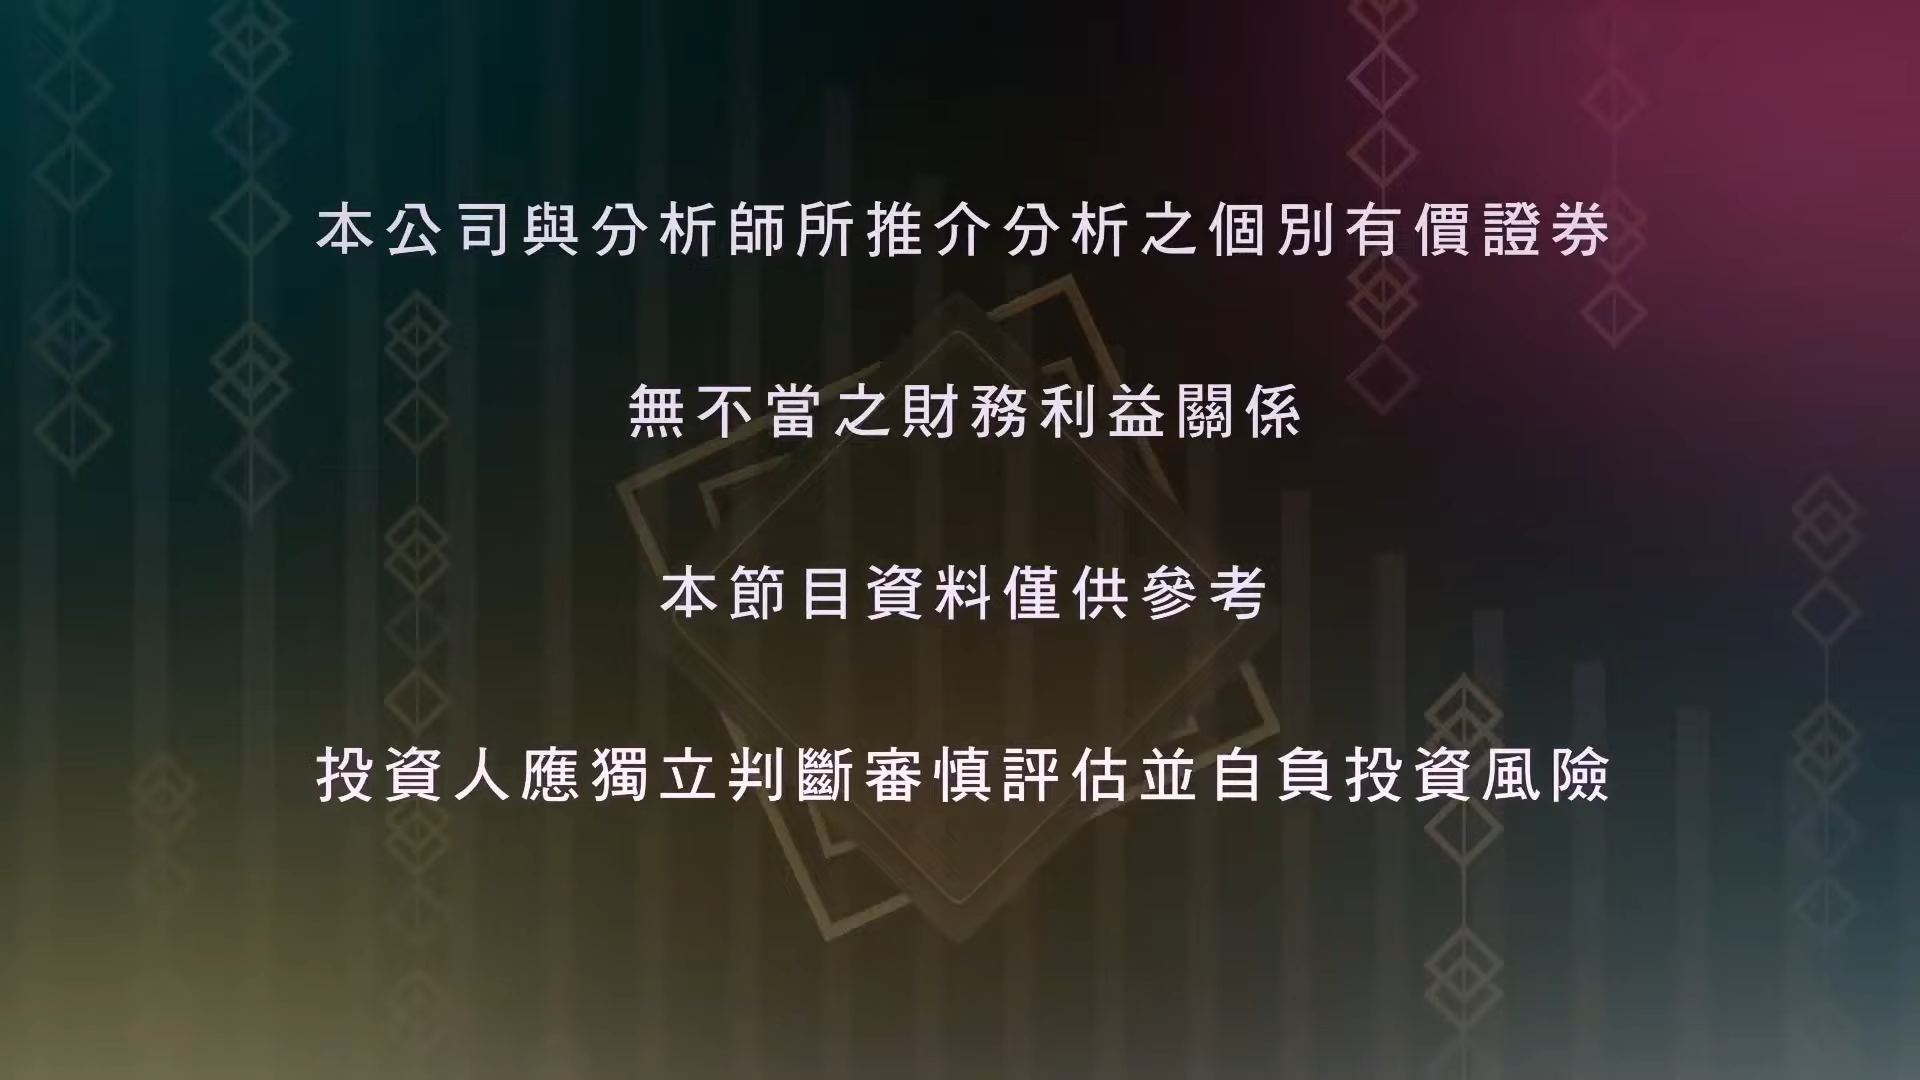 本公司與分析師所推介分析之個別有價證券
無不當之財務利益關係
本節目資料僅供參考
投資人應獨立判斷審慎評估並自負投資風險